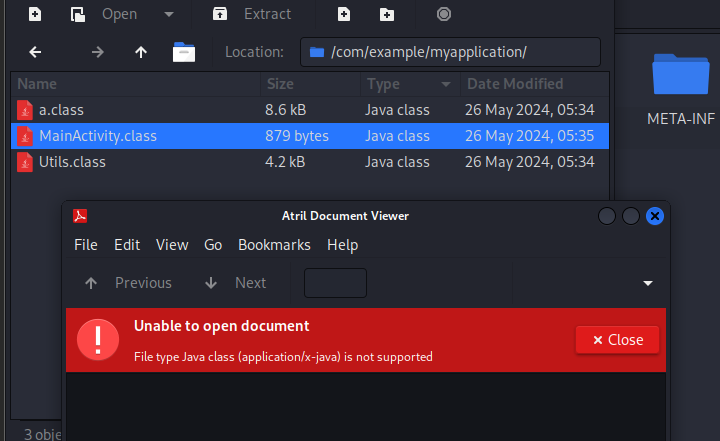 Open Extract
Location: /com/example/myapplication/
Name Size Type Date Modified
a.class 8.6 kB Java class 26 May 2024, 05:34
MainActivity.class 879 bytes Java class 26 May 2024, 05:35
Utils.class 4.2 kB Java class 26 May 2024, 05:34
META-INF
Atril Document Viewer
File Edit View Go Bookmarks Help
Previous Next
Unable to open document
Close
File type Java class (application/x-java) is not supported
3 obje